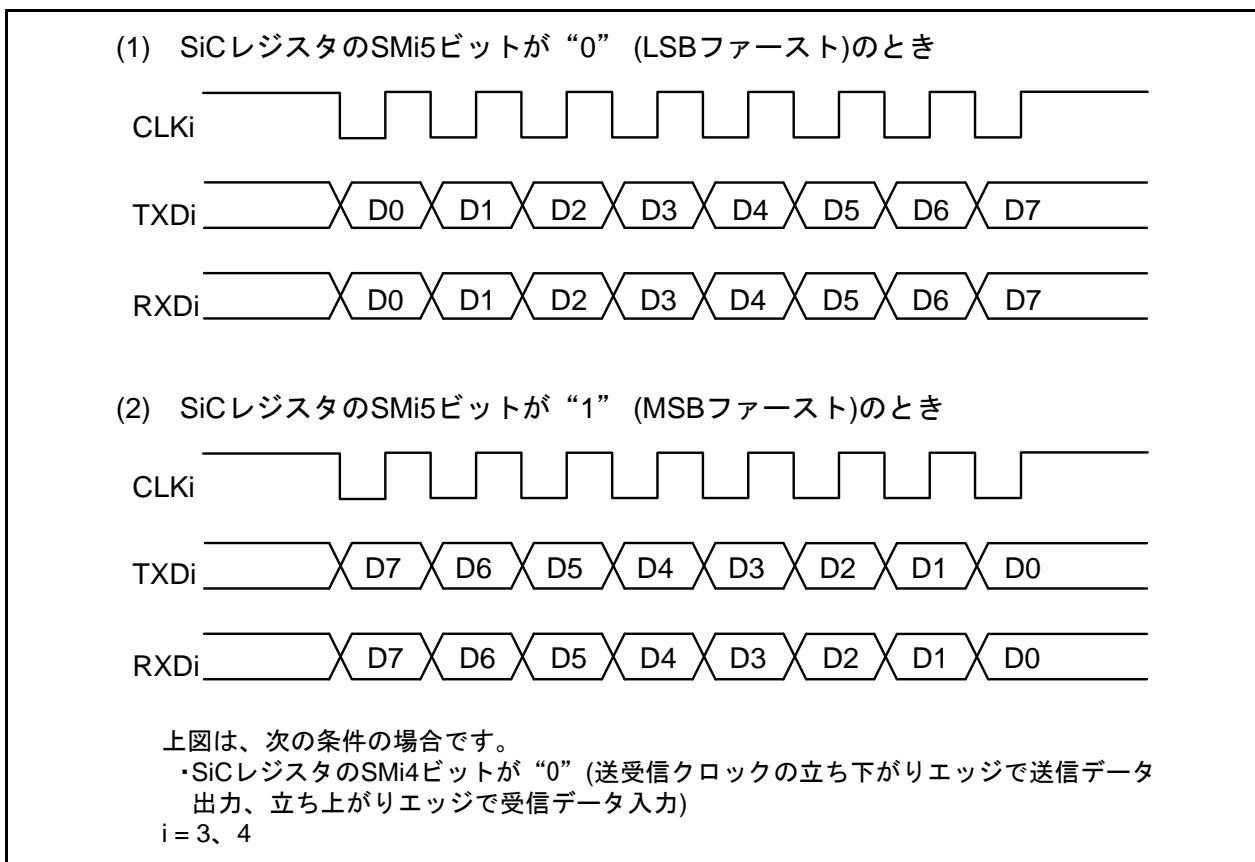 (1) SiCレジスタのSMi5ビットが“0” (LSBファースト)のとき
CLKi
TXDi D0 D1 D2 D3 D4 D5 D6 D7
RXDi D0 D1 D2 D3 D4 D5 D6 D7
(2) SiCレジスタのSMi5ビットが“1” (MSBファースト)のとき
CLKi
TXDi D7 D6 D5 D4 D3 D2 D1 D0
RXDi D7 D6 D5 D4 D3 D2 D1 D0
上図は、次の条件の場合です。
・SiCレジスタのSMi4ビットが“0”(送受信クロックの立ち下がりエッジで送信データ
出力、立ち上がりエッジで受信データ入力)
i = 3、4